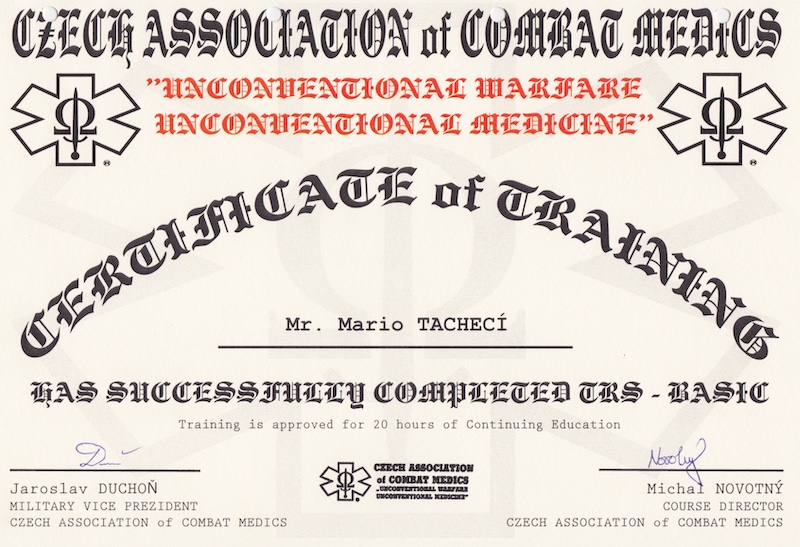 CZECH ASSOCIATION of COMBAT MEDICS
"UNCONVENTIONAL WARFARE
UNCONVENTIONAL MEDICINE"
®
®
CERTIFICATE of TRAINING
Mr. Mario TACHECÍ
HAS SUCCESSFULLY COMPLETED TRS - BASIC
Training is approved for 20 hours of Continuing Education
Jaroslav DUCHOŇ
MILITARY VICE PREZIDENT
CZECH ASSOCIATION of COMBAT MEDICS
CZECH ASSOCIATION
of COMBAT MEDICS
„UNCONVENTIONAL WARFARE
UNCONVENTIONAL MEDICINE"
Novotný
Michal NOVOTNÝ
COURSE DIRECTOR
CZECH ASSOCIATION of COMBAT MEDICS